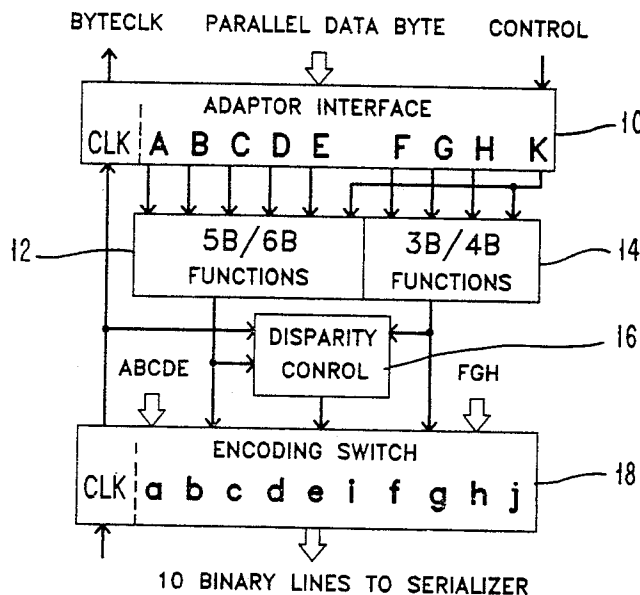 BYTECLK PARALLEL DATA BYTE CONTROL
ADAPTOR INTERFACE
CLK A B C D E F G H K
10
12
5B/6B FUNCTIONS
3B/4B FUNCTIONS
14
DISPARITY CONROL
16
ABCDE
FGH
ENCODING SWITCH
CLK a b c d e i f g h j
18
10 BINARY LINES TO SERIALIZER